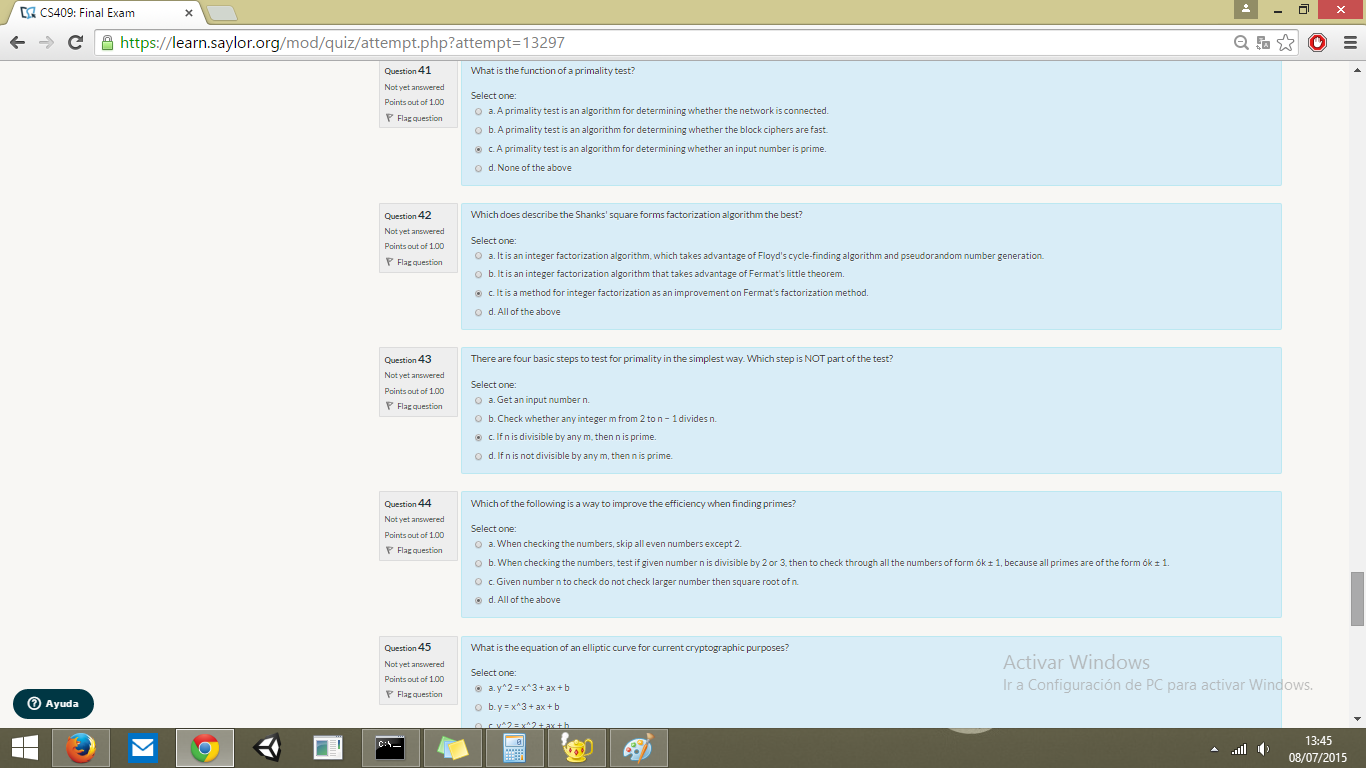 CS409: Final Exam
https://learn.saylor.org/mod/quiz/attempt.php?attempt=13297
Question 41
Not yet answered
Points out of 1.00
Flag question
What is the function of a primality test?
Select one:
a. A primality test is an algorithm for determining whether the network is connected.
b. A primality test is an algorithm for determining whether the block ciphers are fast.
c. A primality test is an algorithm for determining whether an input number is prime.
d. None of the above
Question 42
Not yet answered
Points out of 1.00
Flag question
Which does describe the Shanks' square forms factorization algorithm the best?
Select one:
a. It is an integer factorization algorithm, which takes advantage of Floyd's cycle-finding algorithm and pseudorandom number generation.
b. It is an integer factorization algorithm that takes advantage of Fermat's little theorem.
c. It is a method for integer factorization as an improvement on Fermat's factorization method.
d. All of the above
Question 43
Not yet answered
Points out of 1.00
Flag question
There are four basic steps to test for primality in the simplest way. Which step is NOT part of the test?
Select one:
a. Get an input number n.
b. Check whether any integer m from 2 to n − 1 divides n.
c. If n is divisible by any m, then n is prime.
d. If n is not divisible by any m, then n is prime.
Question 44
Not yet answered
Points out of 1.00
Flag question
Which of the following is a way to improve the efficiency when finding primes?
Select one:
a. When checking the numbers, skip all even numbers except 2.
b. When checking the numbers, test if given number n is divisible by 2 or 3, then to check through all the numbers of form 6k ± 1, because all primes are of the form 6k ± 1.
c. Given number n to check do not check larger number then square root of n.
d. All of the above
Question 45
Not yet answered
Points out of 1.00
Flag question
What is the equation of an elliptic curve for current cryptographic purposes?
Select one:
a. y^2 = x^3 + ax + b
b. y = x^3 + ax + b
c. y^2 = x^2 + ax + b
Activar Windows
Ir a Configuración de PC para activar Windows.
Ayuda
C:\_
13:45
08/07/2015